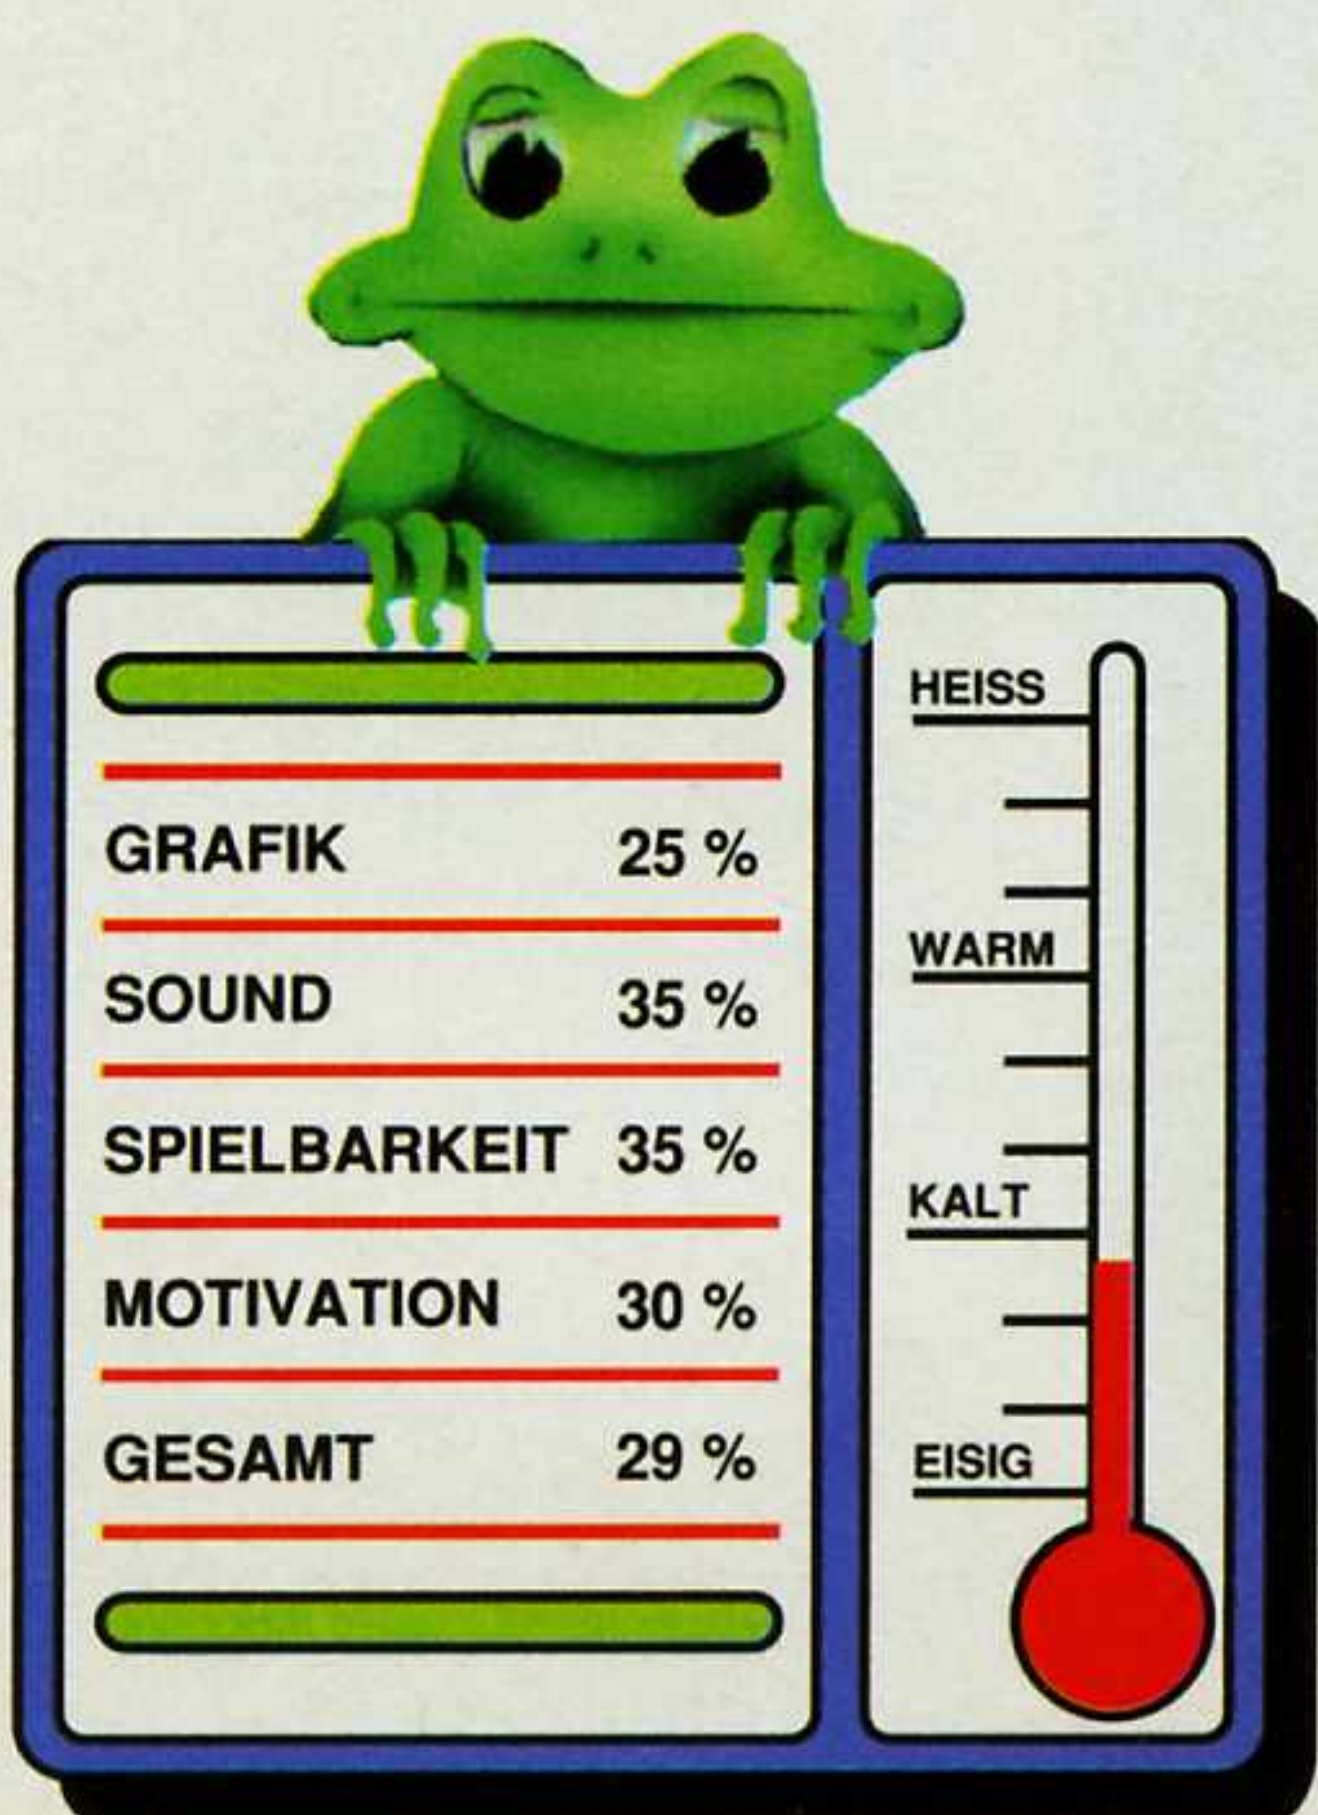 GRAFIK 25 %
SOUND 35 %
SPIELBARKEIT 35 %
MOTIVATION 30 %
GESAMT 29 %
HEISS
WARM
KALT
EISIG